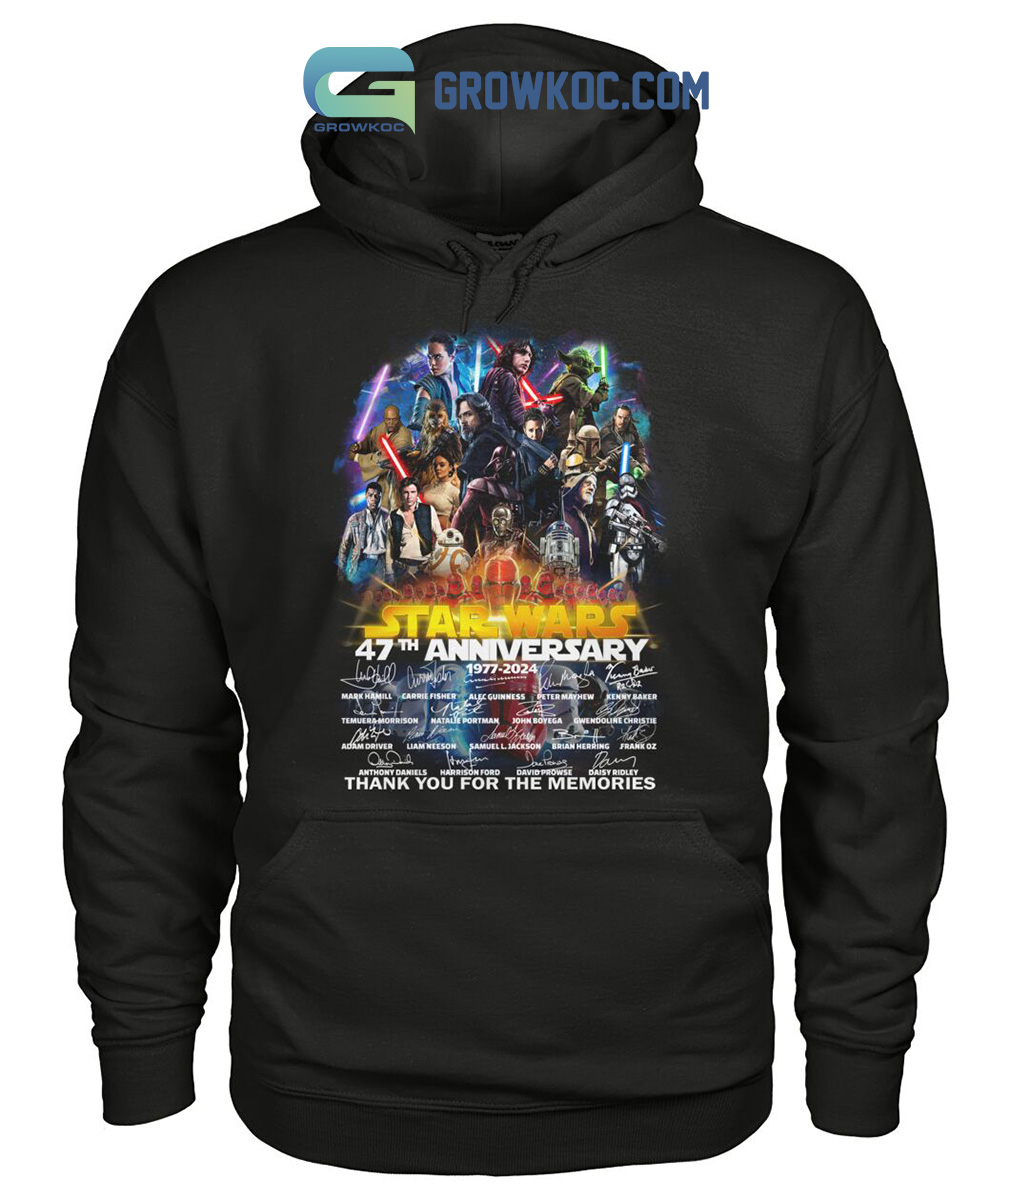 GROWKOC.COM
GROWKOC
STAR WARS
47TH ANNIVERSARY
1977-2024
MARK HAMILL CARRIE FISHER ALEC GUINNESS PETER MAYHEW KENNY BAKER
TEMUERA MORRISON NATALIE PORTMAN JOHN BOYEGA GWENDOLINE CHRISTIE
ADAM DRIVER LIAM NEESON SAMUEL L. JACKSON BRIAN HERRING FRANK OZ
ANTHONY DANIELS HARRISON FORD DAVID PROWSE DAISY RIDLEY
THANK YOU FOR THE MEMORIES